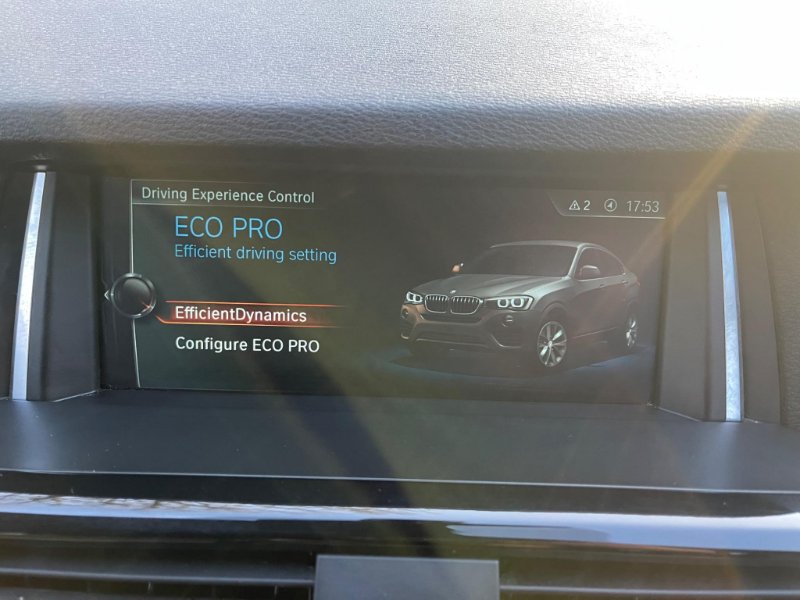 Driving Experience Control
2 17:53
ECO PRO
Efficient driving setting
EfficientDynamics
Configure ECO PRO